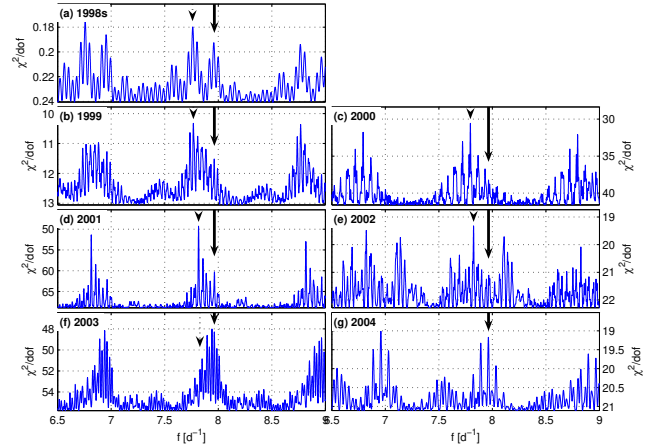 (a) 1998s
χ²/dof
0.18
0.2
0.22
0.24
(b) 1999
χ²/dof
10
11
12
13
(c) 2000
χ²/dof
30
35
40
(d) 2001
χ²/dof
50
55
60
65
(e) 2002
χ²/dof
19
20
21
22
(f) 2003
χ²/dof
48
50
52
54
6.5 7 7.5 8 8.5 9
f [d⁻¹]
(g) 2004
χ²/dof
19
19.5
20
20.5
21
6.5 7 7.5 8 8.5 9
f [d⁻¹]